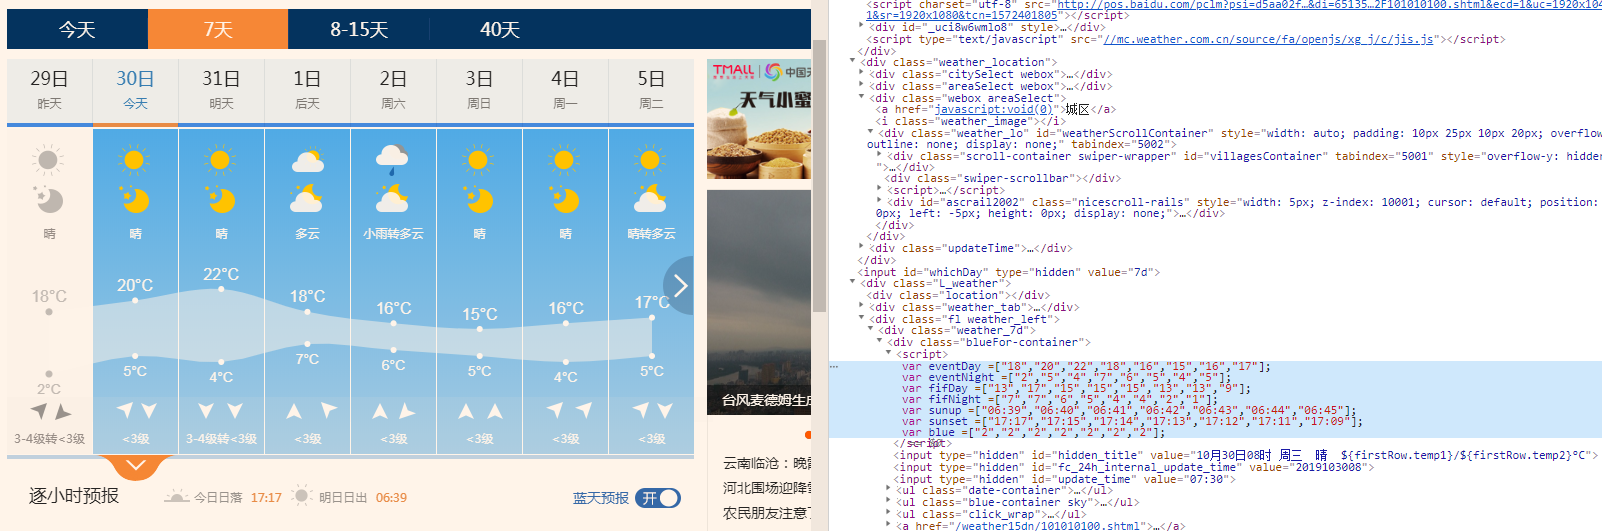 今天 7天 8-15天 40天
29日 30日 31日 1日 2日 3日 4日 5日
昨天 今天 明天 后天 周六 周日 周一 周二
晴 晴 晴 多云 小雨转多云 晴 晴 晴转多云
18°C 20°C 22°C 18°C 16°C 15°C 16°C 17°C
2°C 5°C 4°C 7°C 6°C 5°C 4°C 5°C
3-4级转<3级 <3级 3-4级转<3级 <3级 <3级 <3级 <3级 <3级
逐小时预报 今日日落 17:17 明日日出 06:39 蓝天预报 开
TMALL 中国天
天气小蜜
台风麦德姆生成
云南临沧：晚霞
河北围场迎降雪
农民朋友注意了
<script charset="utf-8" src="http://pos.baidu.com/pclm?psi=d5aa02f…&di=65135…2F101010100.shtml&ecd=1&uc=1920x104
1&sr=1920x1080&tcn=1572401805"></script>
<div id="_uci8w6wmlo8" style>…</div>
<script type="text/javascript" src="//mc.weather.com.cn/source/fa/openjs/xg_j/c/jis.js"></script>
</div>
<div class="weather_location">
<div class="citySelect webox">…</div>
<div class="areaSelect webox">…</div>
<div class="webox areaSelect">
<a href="javascript:void(0)">城区</a>
<i class="weather_image"></i>
<div class="weather_lo" id="weatherScrollContainer" style="width: auto; padding: 10px 25px 10px 20px; overflow
outline: none; display: none;" tabindex="5002">
<div class="scroll-container swiper-wrapper" id="villagesContainer" tabindex="5001" style="overflow-y: hidden
">…</div>
<div class="swiper-scrollbar"></div>
<script>…</script>
<div id="ascrail2002" class="nicescroll-rails" style="width: 5px; z-index: 10001; cursor: default; position:
0px; left: -5px; height: 0px; display: none;">…</div>
</div>
</div>
<div class="updateTime">…</div>
</div>
<input id="whichDay" type="hidden" value="7d">
<div class="L_weather">
<div class="location"></div>
<div class="weather_tab">…</div>
<div class="fl weather_left">
<div class="weather_7d">
<div class="blueFor-container">
<script>
var eventDay =["18","20","22","18","16","15","16","17"];
var eventNight =["2","5","4","7","6","5","4","5"];
var fifDay =["13","17","15","15","15","13","13","9"];
var fifNight =["7","7","6","5","4","4","2","1"];
var sunup =["06:39","06:40","06:41","06:42","06:43","06:44","06:45"];
var sunset =["17:17","17:15","17:14","17:13","17:12","17:11","17:09"];
var blue =["2","2","2","2","2","2","2"];
</script>
<input type="hidden" id="hidden_title" value="10月30日08时 周三 晴 ${firstRow.temp1}/${firstRow.temp2}°C">
<input type="hidden" id="fc_24h_internal_update_time" value="2019103008">
<input type="hidden" id="update_time" value="07:30">
<ul class="date-container">…</ul>
<ul class="blue-container sky">…</ul>
<ul class="click_wrap">…</ul>
<a href="/weather15dn/101010100.shtml">…</a>